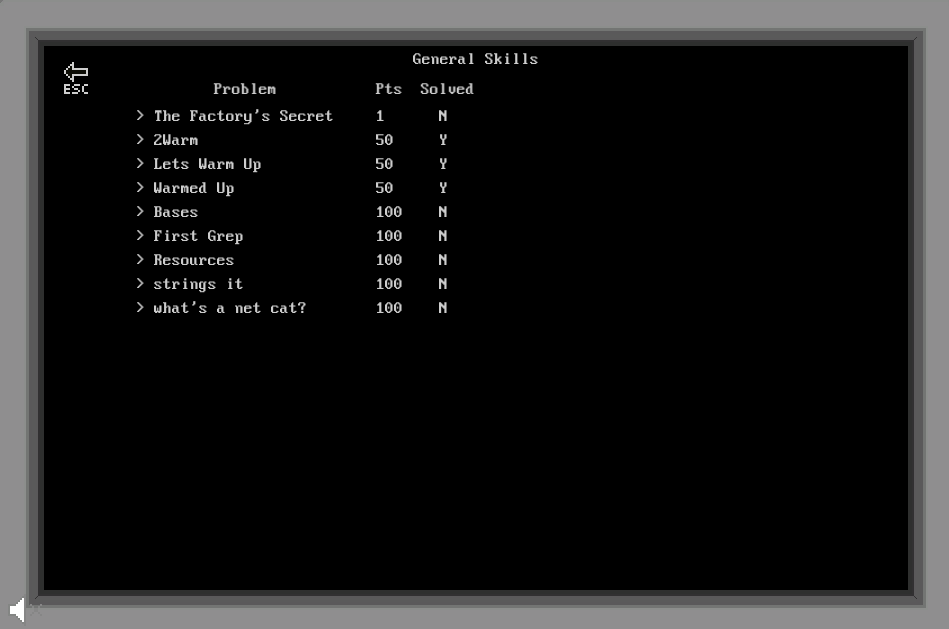 General Skills
ESC
Problem Pts Solved
> The Factory's Secret 1 N
> 2Warm 50 Y
> Lets Warm Up 50 Y
> Warmed Up 50 Y
> Bases 100 N
> First Grep 100 N
> Resources 100 N
> strings it 100 N
> what's a net cat? 100 N